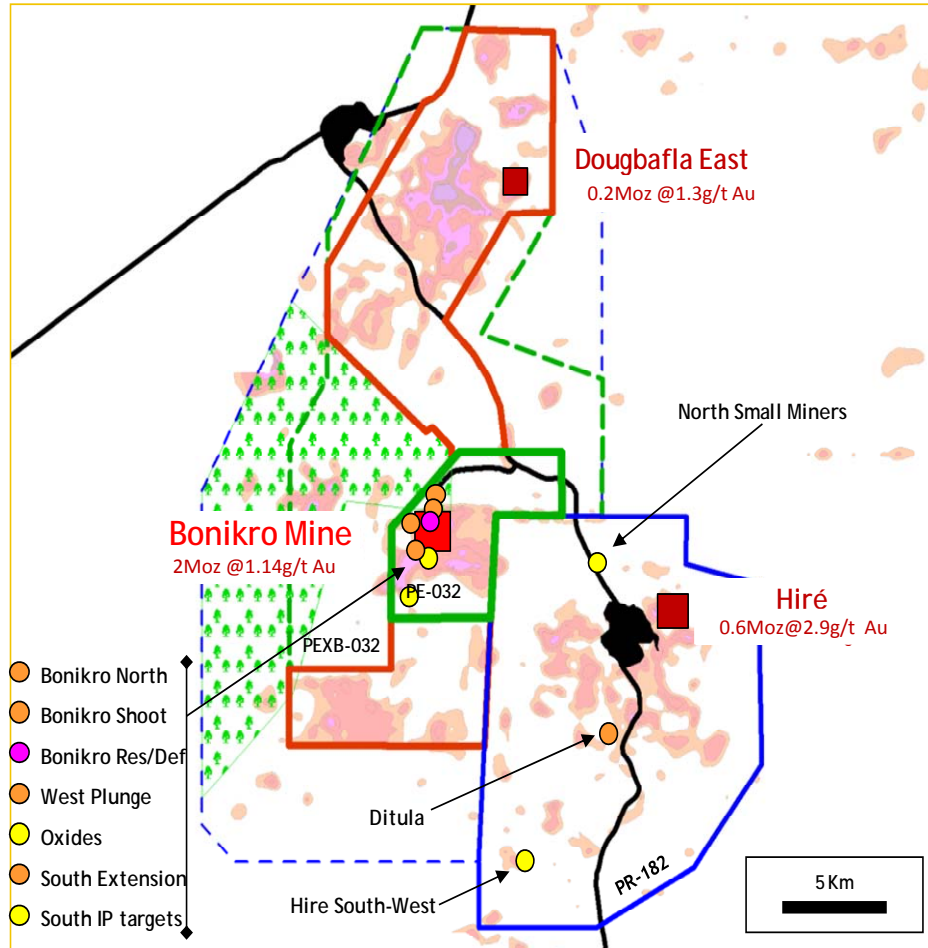 Dougbafla East
0.2Moz @1.3g/t Au
North Small Miners
Bonikro Mine
2Moz @1.14g/t Au
PE-032
Hiré
0.6Moz@2.9g/t Au
PEXB-032
Bonikro North
Bonikro Shoot
Bonikro Res/Def
West Plunge
Oxides
South Extension
South IP targets
Ditula
Hire South-West
PR-182
5 Km